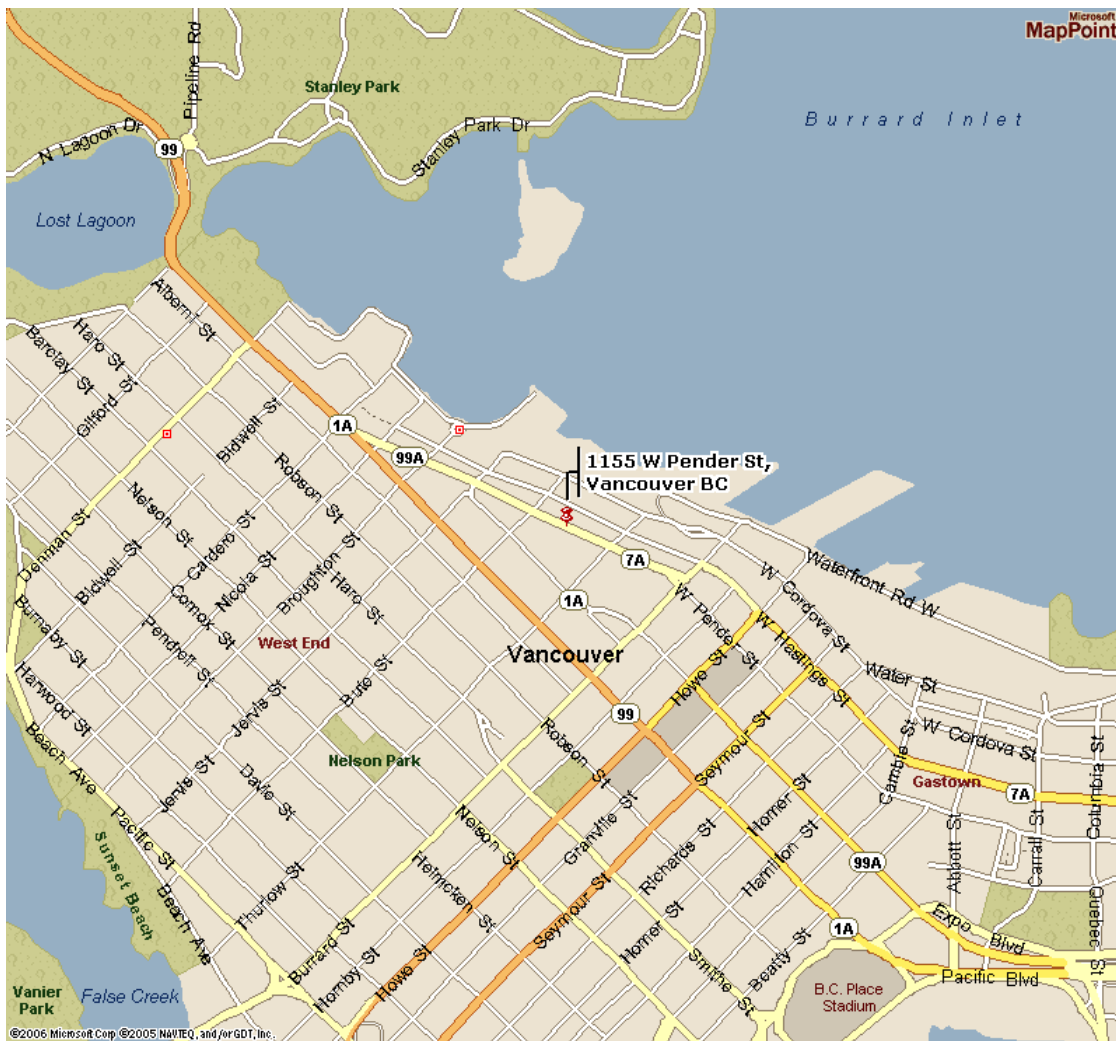 Microsoft
MapPoint
Pipeline Rd
Stanley Park
Burrard Inlet
N Lagoon Dr
Stanley Park Dr
99
Lost Lagoon
Alberni St
Haro St
Barclay St
Gilford St
Bidwell St
1A
99A
1155 W Pender St,
Vancouver BC
Robson St
Nelson St
Denman St
7A
Waterfront Rd W
Bidwell St
Cardero St
Nicola St
Broughton St
Comox St
Haro St
1A
W Cordova St
W Pender St
Burnaby St
Pendrell St
West End
Vancouver
W Hastings St
Water St
Harwood St
Jervis St
Bute St
Howe St
99
W Cordova St
Beach Ave
Nelson Park
Robson St
Seymour St
Cambie St
Gastown
7A
Columbia St
Jervis St
Davie St
Homer St
Pacific St
Nelson St
Granville St
Sunset Beach
Helmcken St
Richards St
Hamilton St
99A
Abbott St
Carrall St
Thurlow St
Beach Ave
Seymour St
Homer St
Smithe St
1A
Expo Blvd
Quebec St
Burrard St
Hornby St
Howe St
Beatty St
Pacific Blvd
B.C. Place
Stadium
Vanier
Park
False Creek
©2006 Microsoft Corp ©2005 NAVTEQ, and/or GDT, Inc.